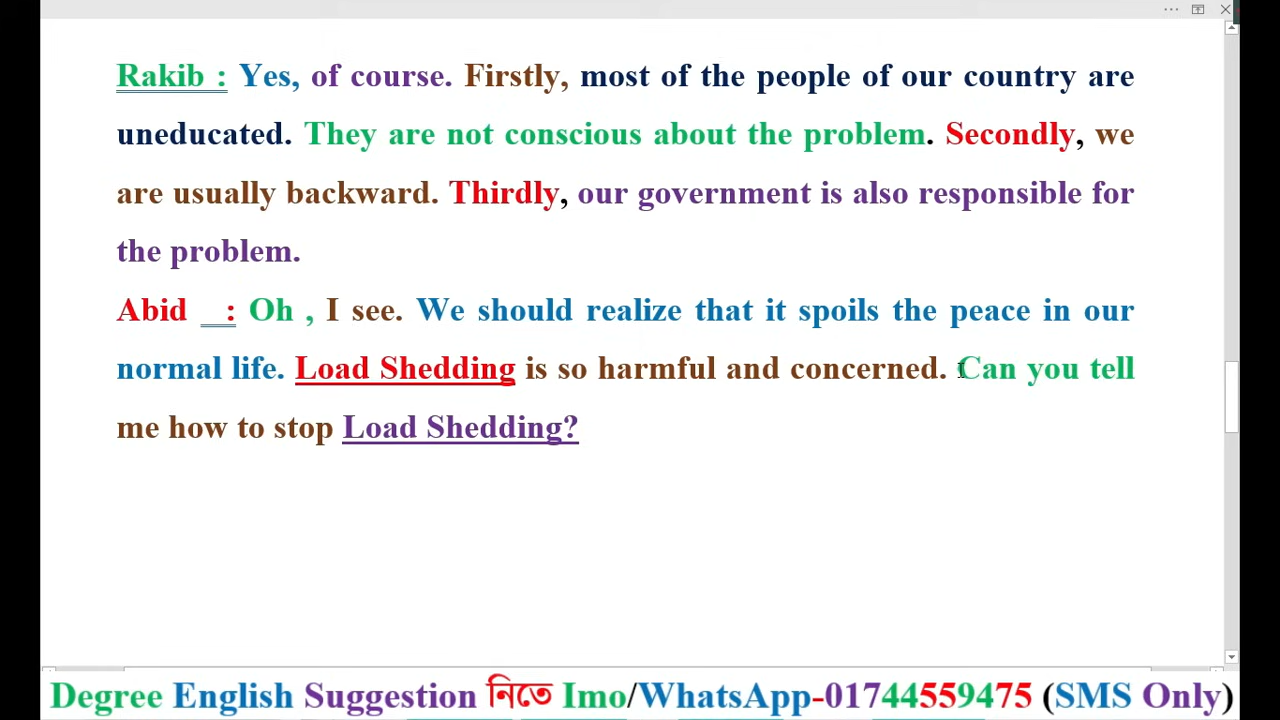 Rakib : Yes, of course. Firstly, most of the people of our country are
uneducated. They are not conscious about the problem. Secondly, we
are usually backward. Thirdly, our government is also responsible for
the problem.
Abid : Oh , I see. We should realize that it spoils the peace in our
normal life. Load Shedding is so harmful and concerned. Can you tell
me how to stop Load Shedding?
Degree English Suggestion নিতে Imo/WhatsApp-01744559475 (SMS Only)